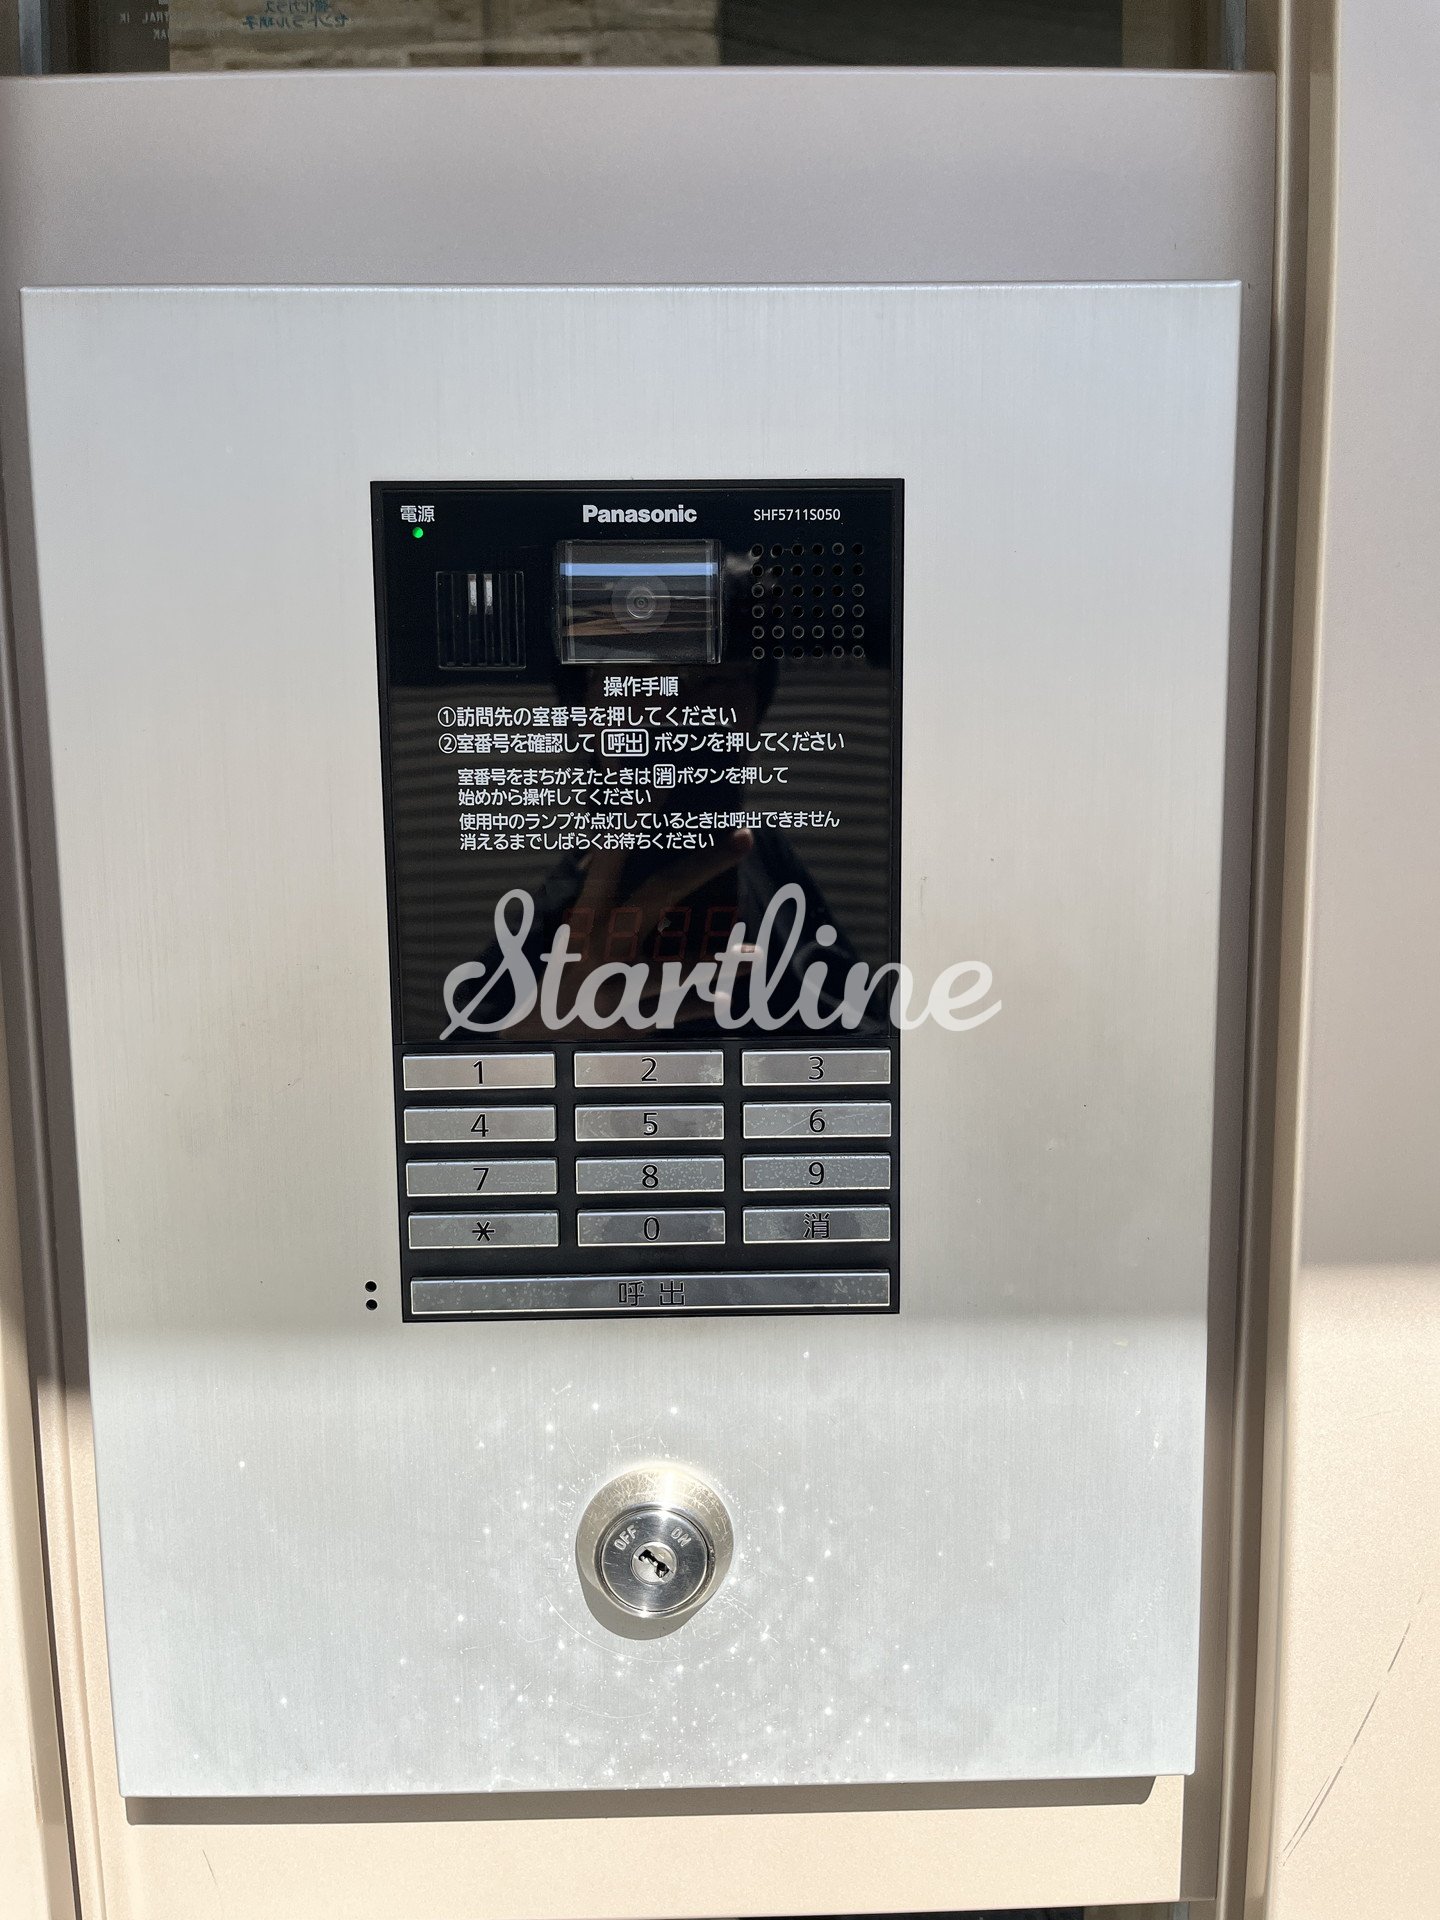 電源
Panasonic
SHF5711S050
操作手順
①訪問先の室番号を押してください
②室番号を確認して 呼出 ボタンを押してください
室番号をまちがえたときは 消 ボタンを押して
始めから操作してください
使用中のランプが点灯しているときは呼出できません
消えるまでしばらくお待ちください
Startline
1 2 3
4 5 6
7 8 9
* 0 消
呼出
OFF ON